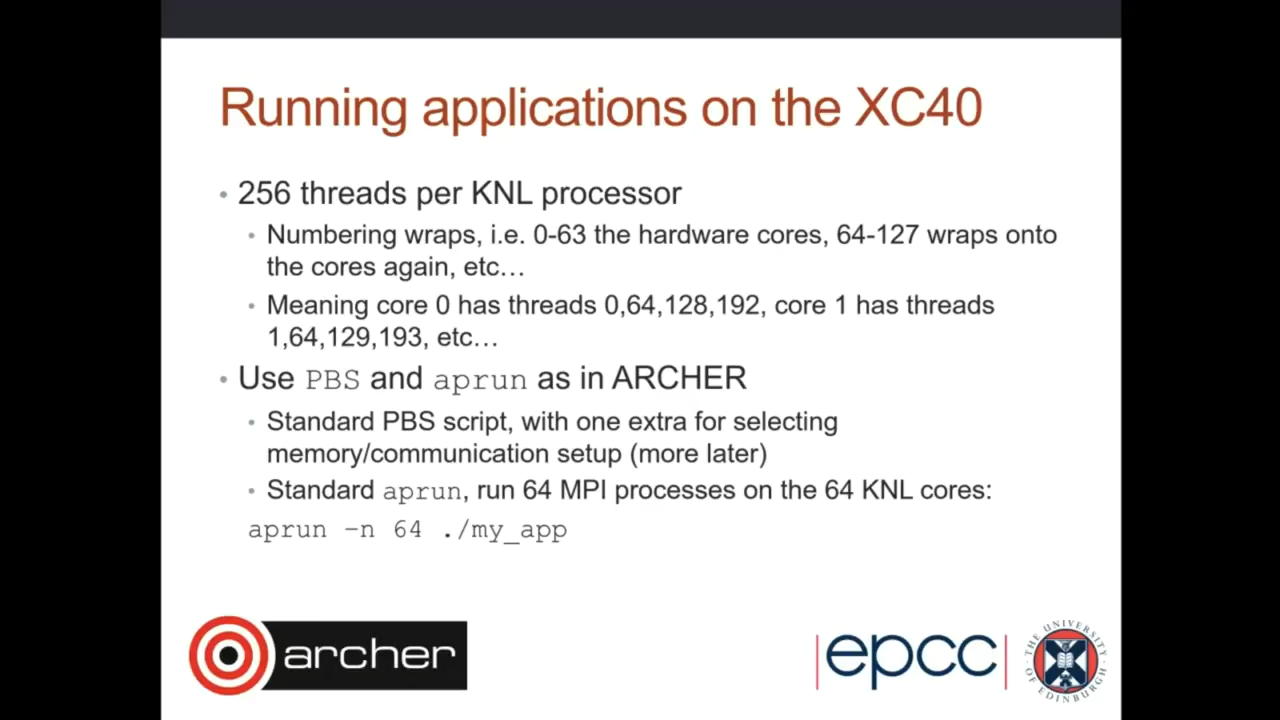 Running applications on the XC40
• 256 threads per KNL processor
• Numbering wraps, i.e. 0-63 the hardware cores, 64-127 wraps onto
the cores again, etc…
• Meaning core 0 has threads 0,64,128,192, core 1 has threads
1,64,129,193, etc…
• Use PBS and aprun as in ARCHER
• Standard PBS script, with one extra for selecting
memory/communication setup (more later)
• Standard aprun, run 64 MPI processes on the 64 KNL cores:
aprun –n 64 ./my_app
archer
epcc
THE UNIVERSITY
OF EDINBURGH